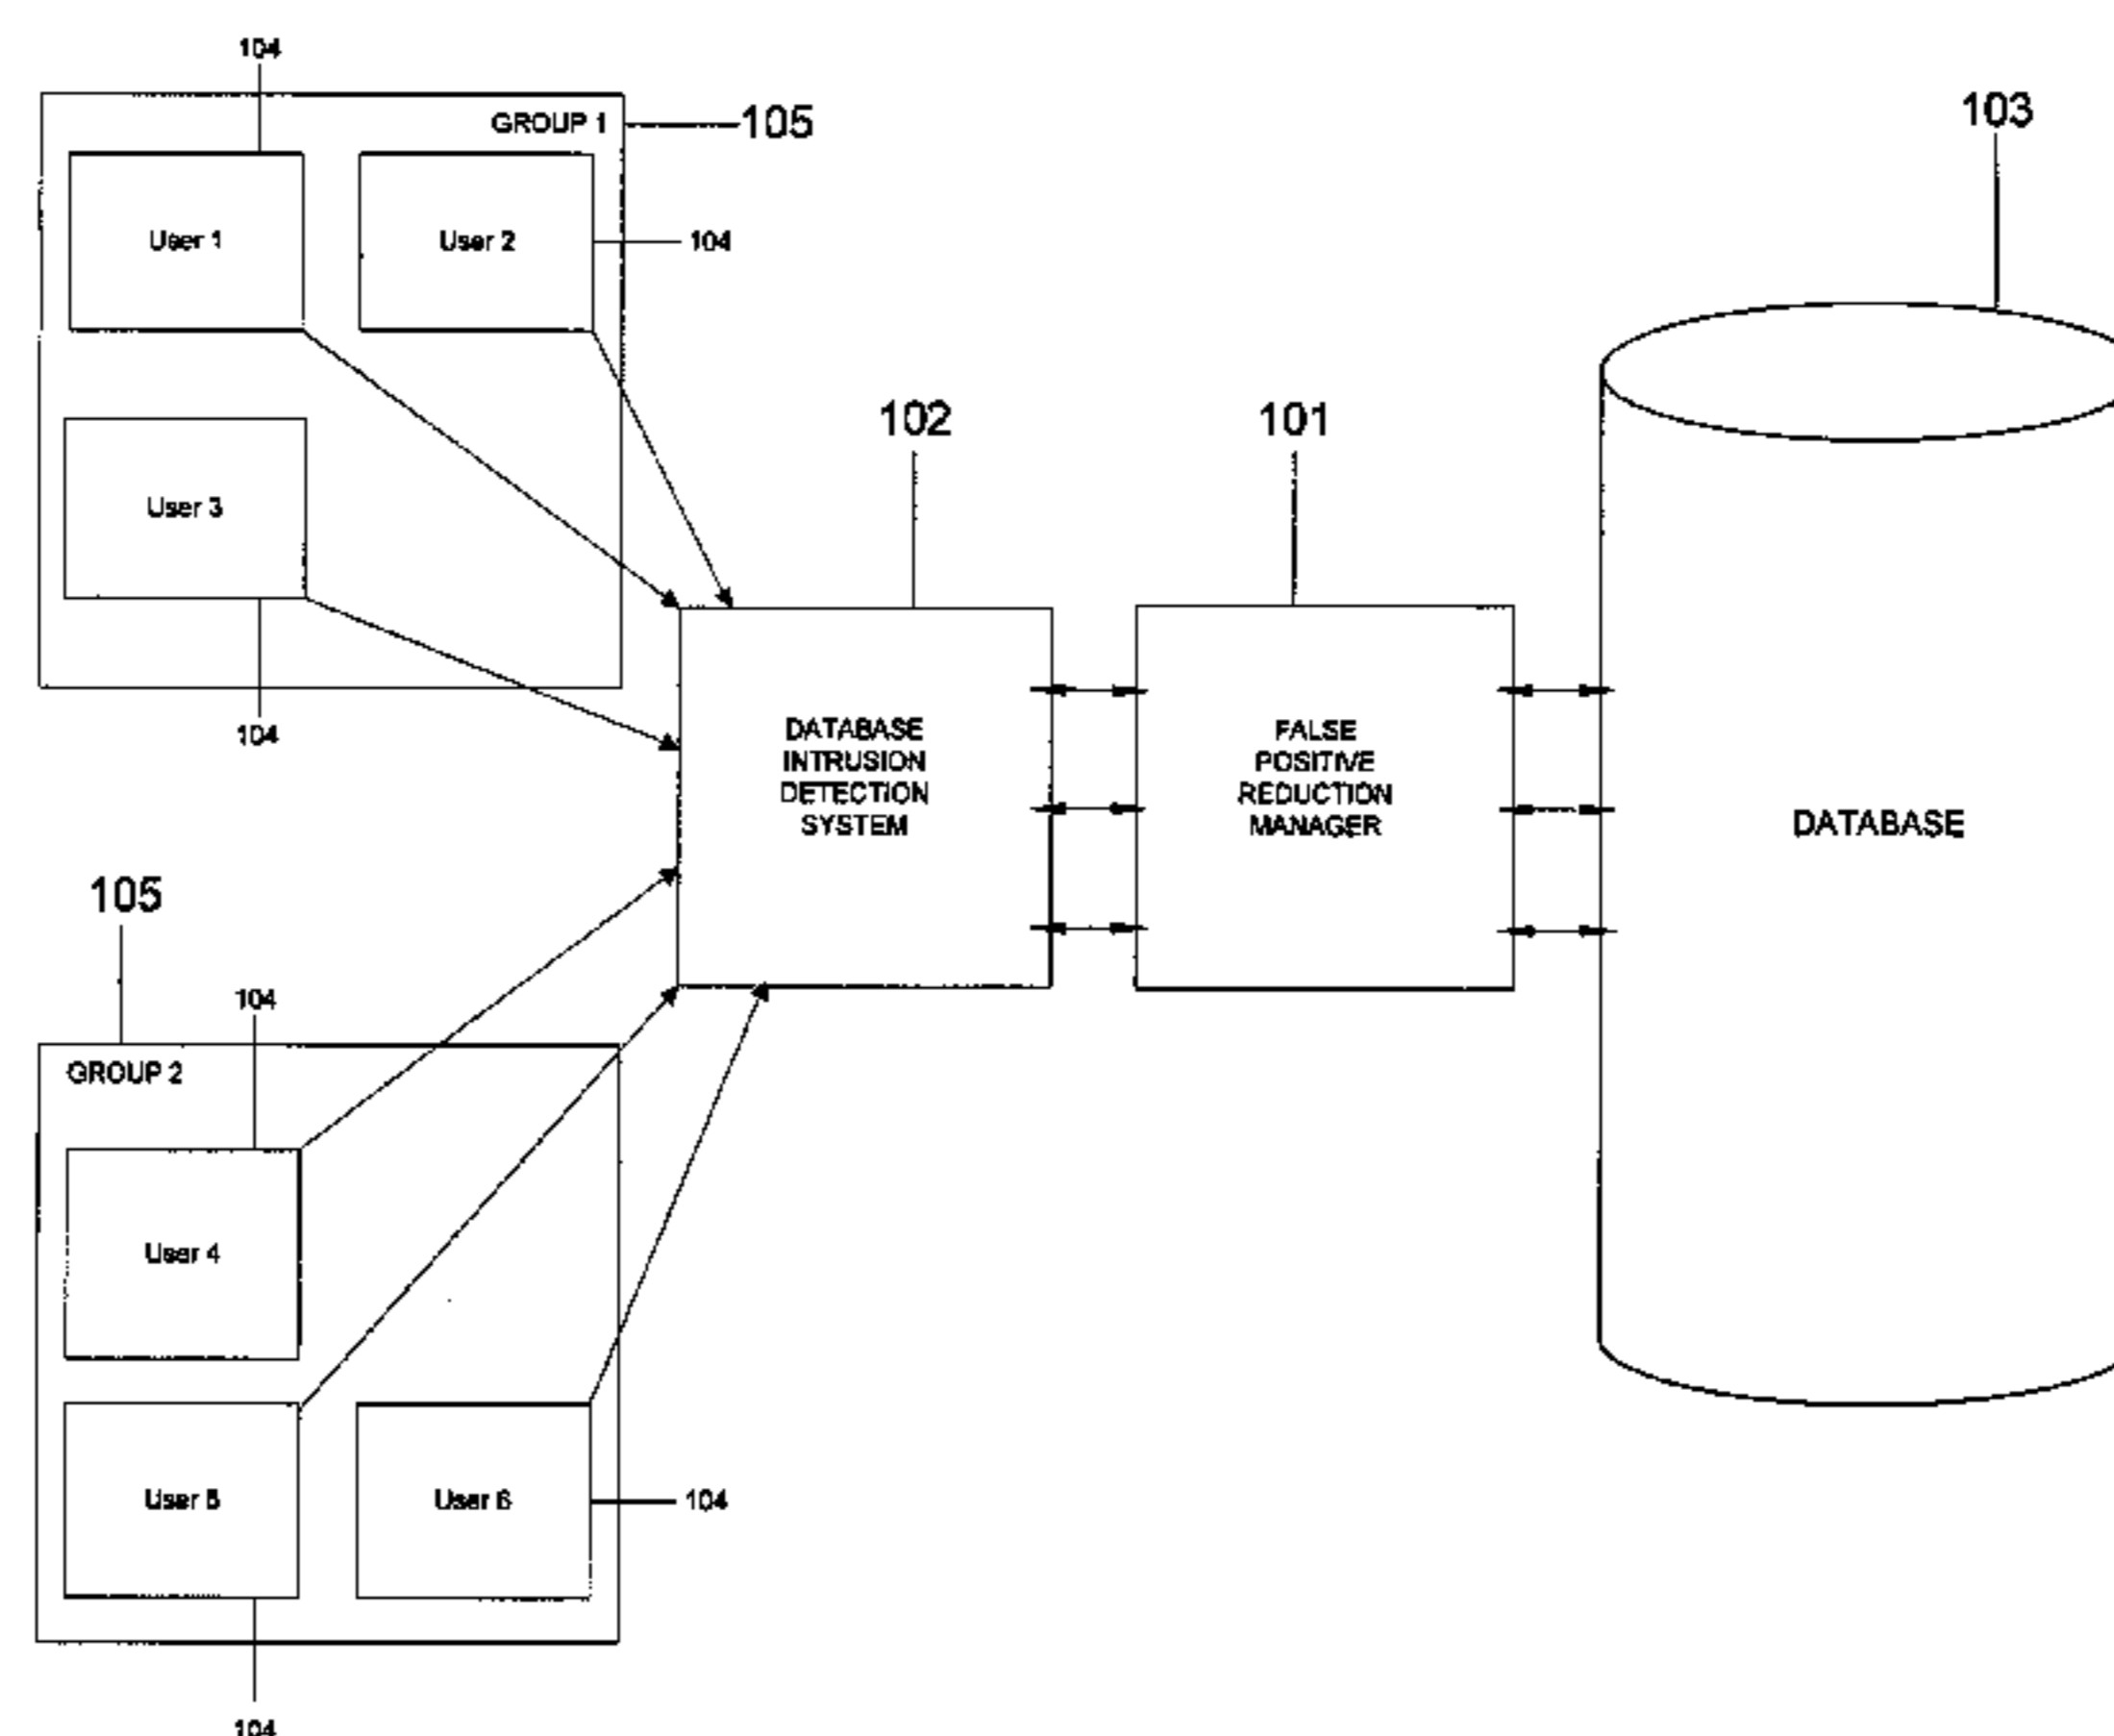 104
GROUP 1
105
103
User 1
User 2
104
102
101
User 3
104
DATABASE
INTRUSION
DETECTION
SYSTEM
FALSE
POSITIVE
REDUCTION
MANAGER
DATABASE
105
104
GROUP 2
User 4
User 5
User 6
104
104